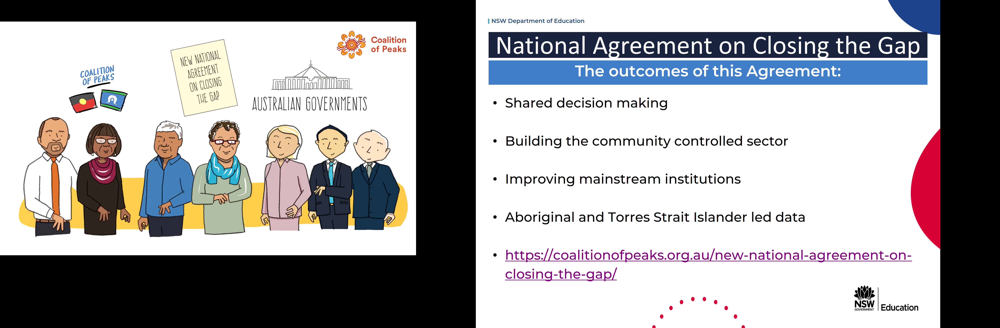 Coalition
of Peaks
COALITION
OF PEAKS
NEW NATIONAL
AGREEMENT
ON CLOSING
THE GAP
AUSTRALIAN GOVERNMENTS
NSW Department of Education
National Agreement on Closing the Gap
The outcomes of this Agreement:
• Shared decision making
• Building the community controlled sector
• Improving mainstream institutions
• Aboriginal and Torres Strait Islander led data
• https://coalitionofpeaks.org.au/new-national-agreement-on-
closing-the-gap/
NSW
GOVERNMENT
Education